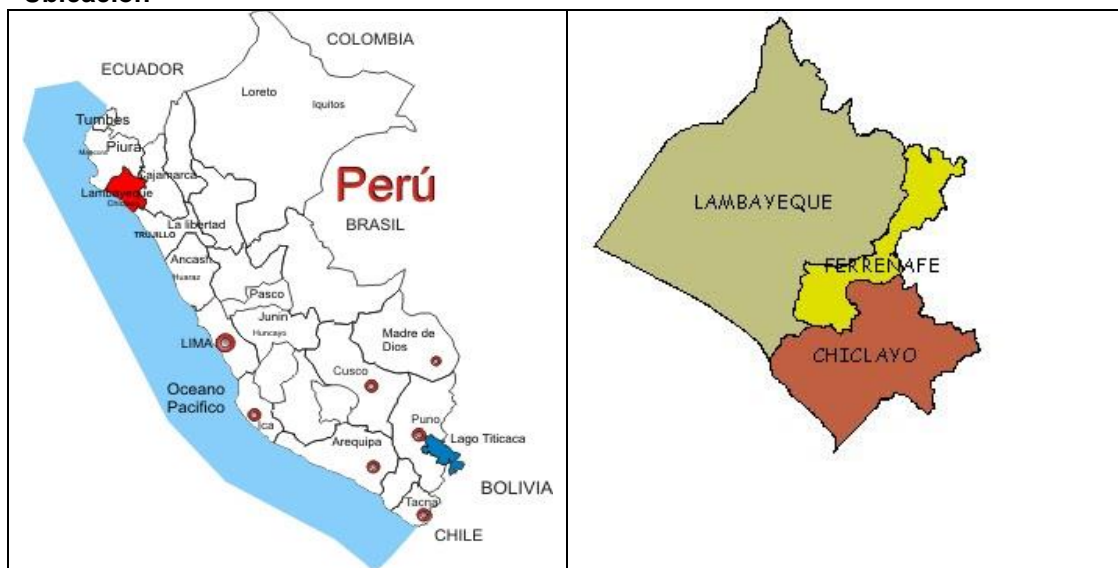 Ubicación
COLOMBIA
ECUADOR
Loreto
Iquitos
Tumbes
Piura
Cajamarca
Lambayeque
Perú
La libertad
BRASIL
TRUJILLO
Ancash
Huaraz
Pasco
Junin
Huncayo
Madre de
Dios
LIMA
Cusco
Oceano
Pacifico
Ica
Puno
Arequipa
Lago Titicaca
BOLIVIA
Tacna
CHILE
LAMBAYEQUE
FERREÑAFE
CHICLAYO